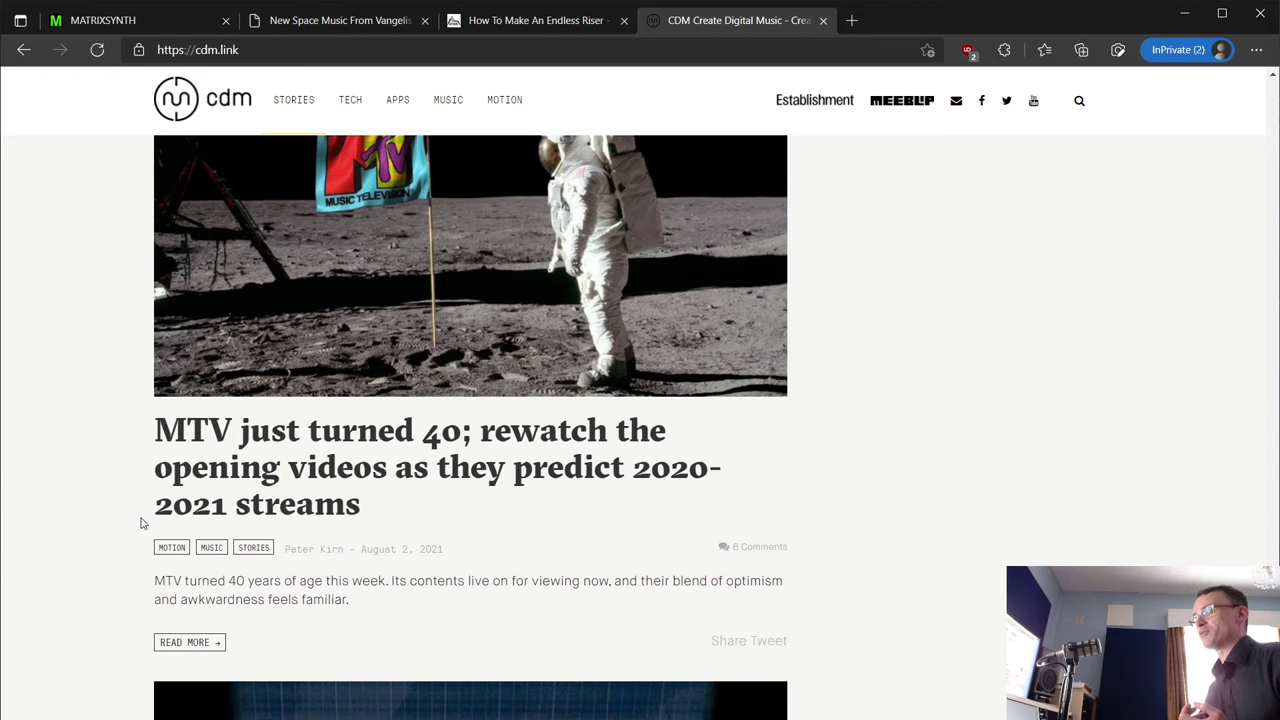 MATRIXSYNTH
New Space Music From Vangelis
How To Make An Endless Riser -
CDM Create Digital Music - Crea
https://cdm.link
InPrivate (2)
2
cdm
STORIES
TECH
APPS
MUSIC
MOTION
Establishment
MEEBLIP
MTV
MUSIC TELEVISION
MTV just turned 40; rewatch the
opening videos as they predict 2020-
2021 streams
MOTION
MUSIC
STORIES
Peter Kirn - August 2, 2021
6 Comments
MTV turned 40 years of age this week. Its contents live on for viewing now, and their blend of optimism
and awkwardness feels familiar.
READ MORE →
Share Tweet